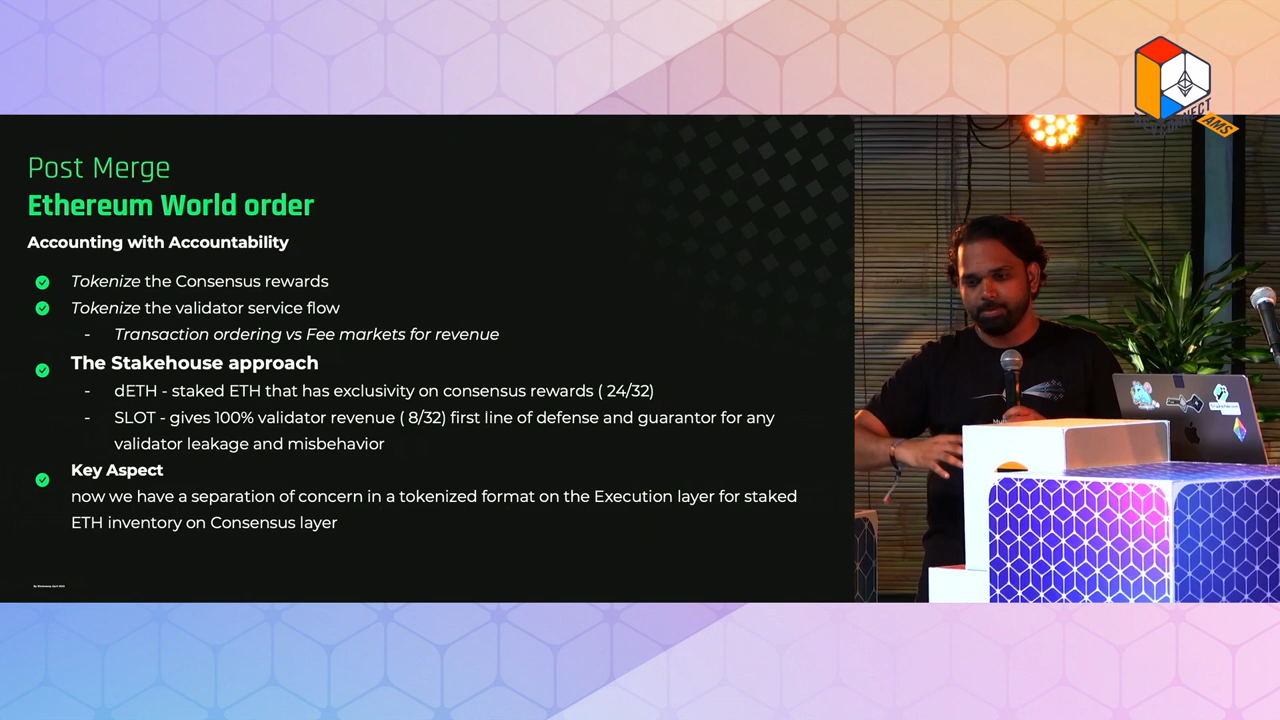 Post Merge
Ethereum World order
Accounting with Accountability
Tokenize the Consensus rewards
Tokenize the validator service flow
- Transaction ordering vs Fee markets for revenue
The Stakehouse approach
- dETH - staked ETH that has exclusivity on consensus rewards ( 24/32)
- SLOT - gives 100% validator revenue ( 8/32) first line of defense and guarantor for any
validator leakage and misbehavior
Key Aspect
now we have a separation of concern in a tokenized format on the Execution layer for staked
ETH inventory on Consensus layer
AMS